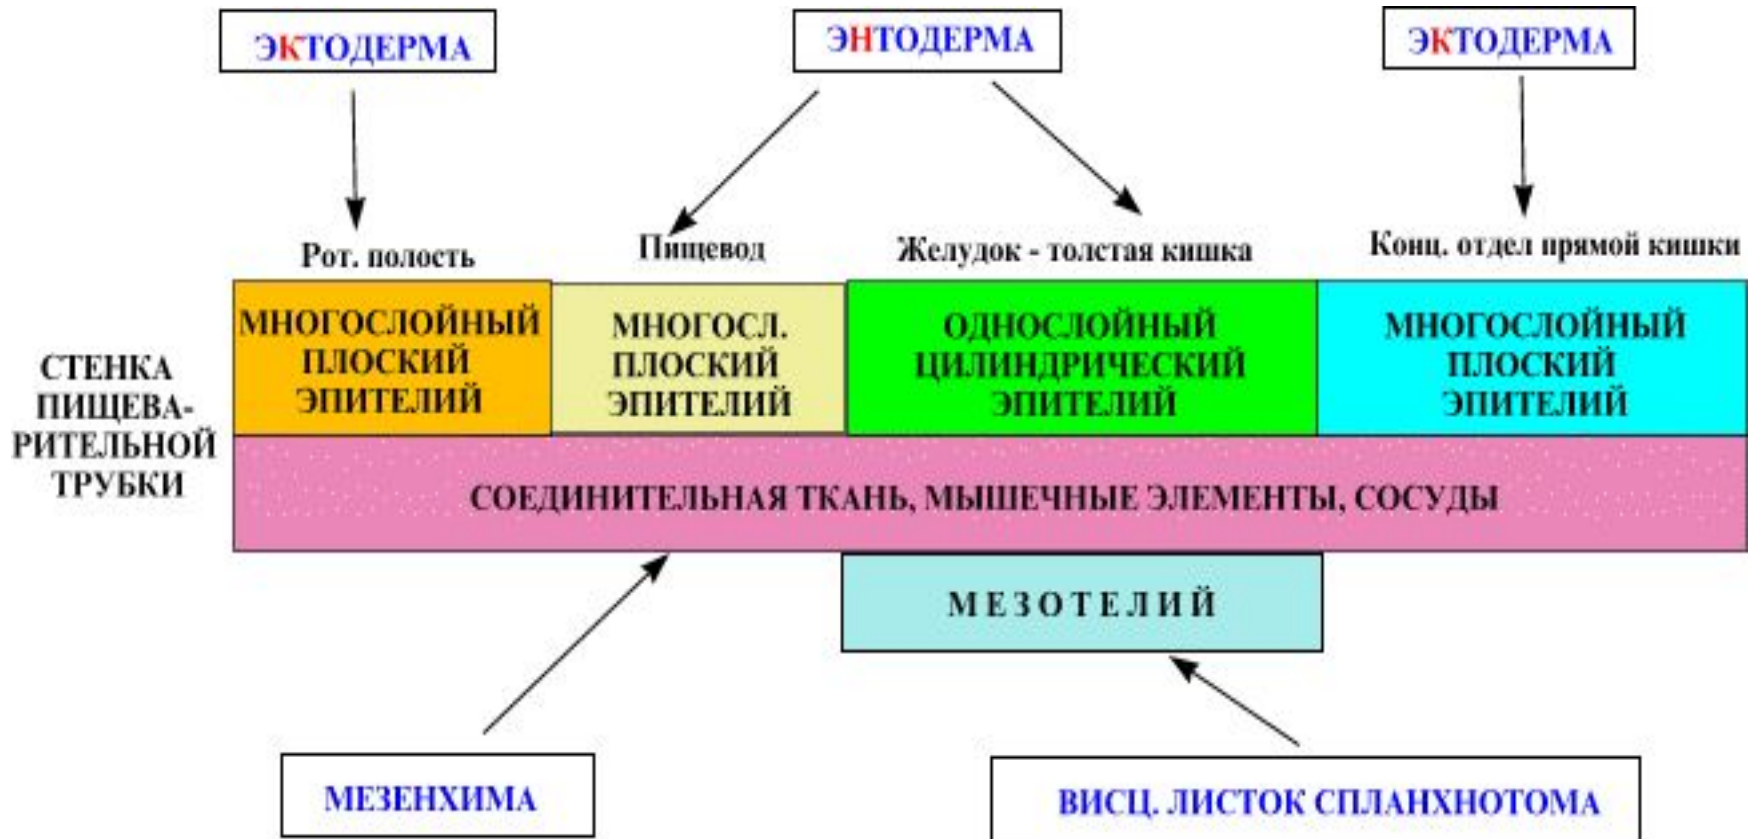 ЭКТОДЕРМА
ЭНТОДЕРМА
ЭКТОДЕРМА
Рот. полость
Пищевод
Желудок - толстая кишка
Конц. отдел прямой кишки
СТЕНКА
ПИЩЕВА-
РИТЕЛЬНОЙ
ТРУБКИ
МНОГОСЛОЙНЫЙ
ПЛОСКИЙ
ЭПИТЕЛИЙ
МНОГОСЛ.
ПЛОСКИЙ
ЭПИТЕЛИЙ
ОДНОСЛОЙНЫЙ
ЦИЛИНДРИЧЕСКИЙ
ЭПИТЕЛИЙ
МНОГОСЛОЙНЫЙ
ПЛОСКИЙ
ЭПИТЕЛИЙ
СОЕДИНИТЕЛЬНАЯ ТКАНЬ, МЫШЕЧНЫЕ ЭЛЕМЕНТЫ, СОСУДЫ
МЕЗОТЕЛИЙ
МЕЗЕНХИМА
ВИСЦ. ЛИСТОК СПЛАНХНОТОМА